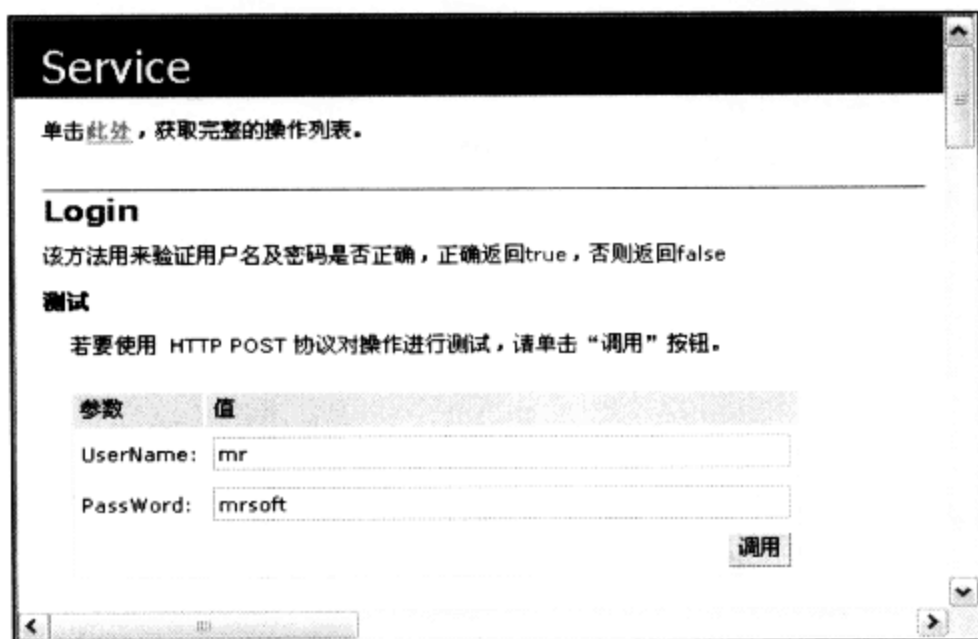 Service
单击此处，获取完整的操作列表。
Login
该方法用来验证用户名及密码是否正确，正确返回true，否则返回false
测试
若要使用 HTTP POST 协议对操作进行测试，请单击“调用”按钮。
参数 值
UserName: mr
PassWord: mrsoft
调用